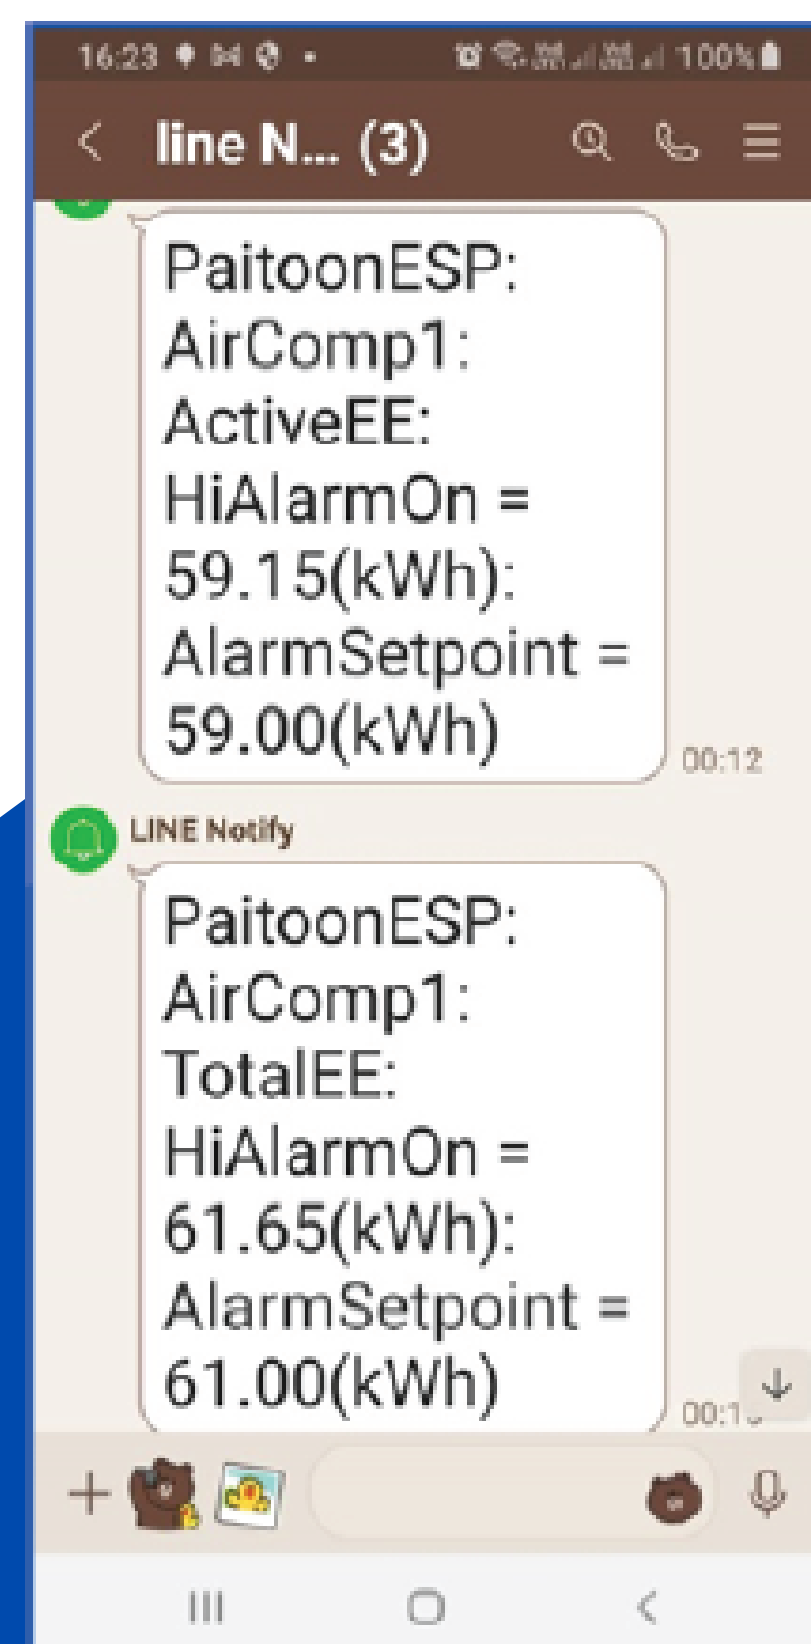 16:23
100%
line N... (3)
PaitoonESP:
AirComp1:
ActiveEE:
HiAlarmOn =
59.15(kWh):
AlarmSetpoint =
59.00(kWh)
00:12
LINE Notify
PaitoonESP:
AirComp1:
TotalEE:
HiAlarmOn =
61.65(kWh):
AlarmSetpoint =
61.00(kWh)